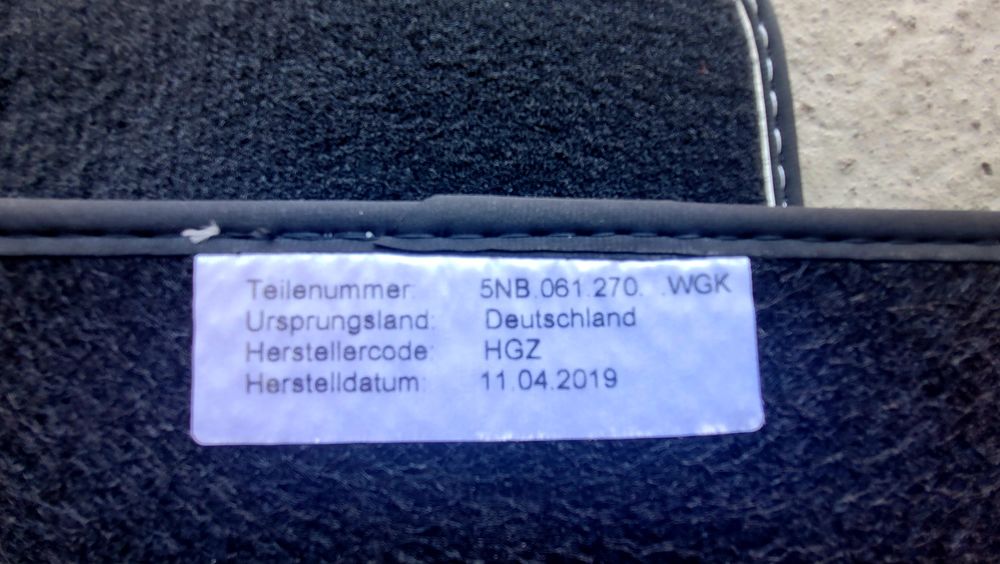 Teilenummer: 5NB.061.270. .WGK
Ursprungsland: Deutschland
Herstellercode: HGZ
Herstelldatum: 11.04.2019